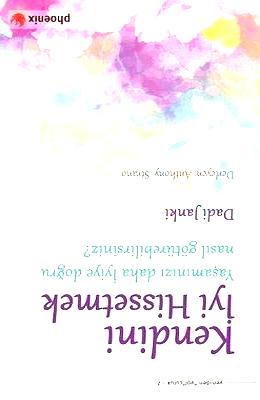 Kendini
İyi Hissetmek
Yaşamınızı daha iyiye doğru
nasıl götürebilirsiniz?
Dadi Janki
Derleyen: Anthony Strano
phoenix